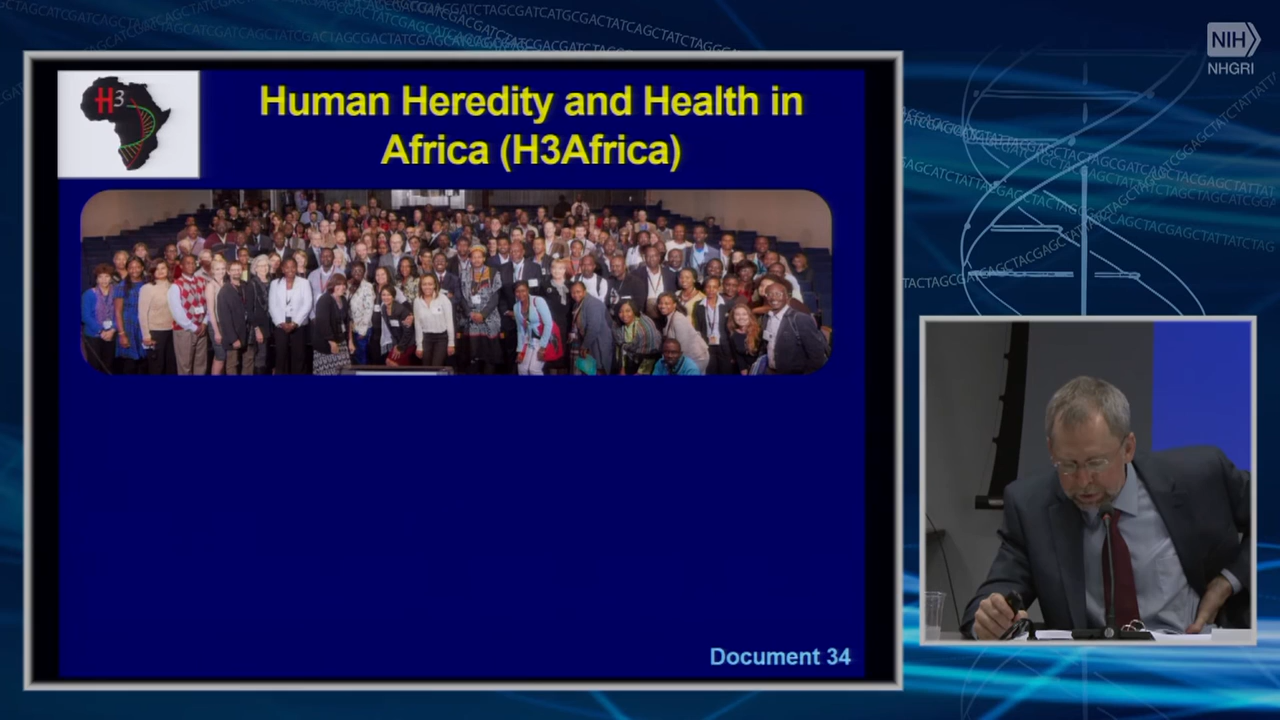 NIH
NHGRI
H3
Human Heredity and Health in
Africa (H3Africa)
Document 34